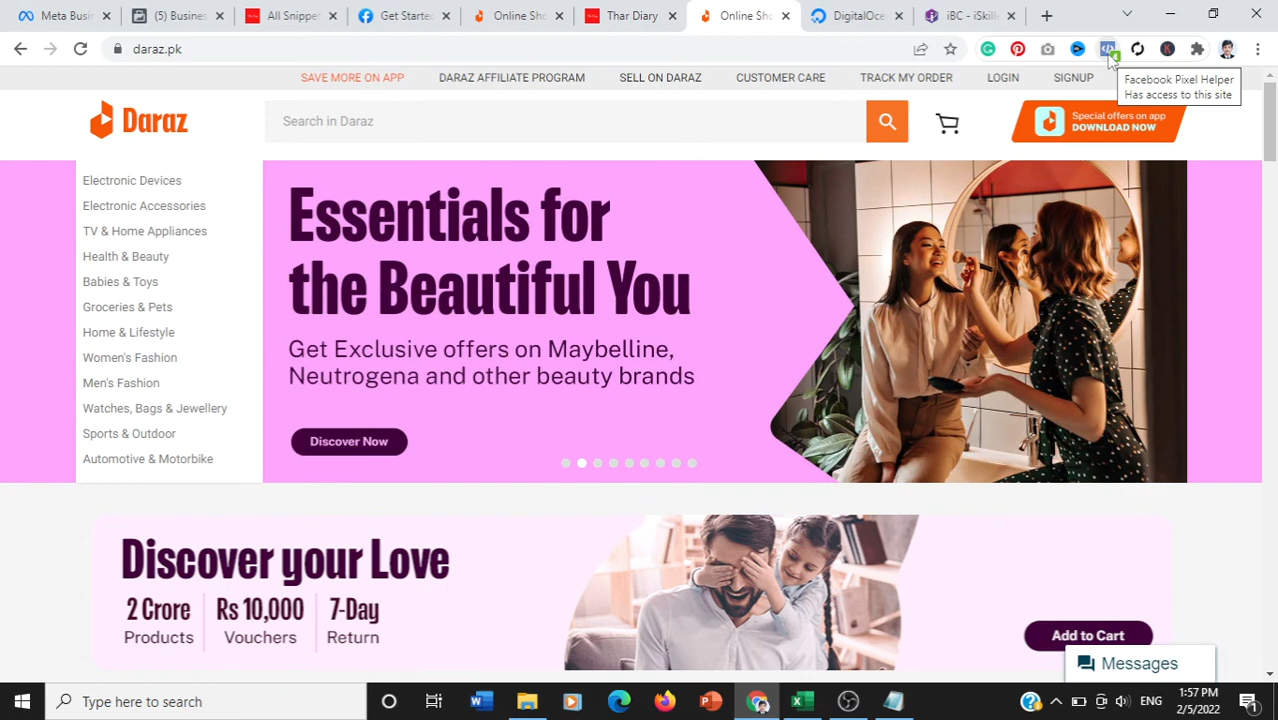 Meta Busin
(5) Busines
All Snippet
Get Started
Online Sho
Thar Diary
Online Sho
DigitalOce
iBC - iSkille
daraz.pk
SAVE MORE ON APP
DARAZ AFFILIATE PROGRAM
SELL ON DARAZ
CUSTOMER CARE
TRACK MY ORDER
LOGIN
SIGNUP
Facebook Pixel Helper
Has access to this site
Daraz
Search in Daraz
Special offers on app
DOWNLOAD NOW
Electronic Devices
Electronic Accessories
TV & Home Appliances
Health & Beauty
Babies & Toys
Groceries & Pets
Home & Lifestyle
Women's Fashion
Men's Fashion
Watches, Bags & Jewellery
Sports & Outdoor
Automotive & Motorbike
Essentials for
the Beautiful You
Get Exclusive offers on Maybelline,
Neutrogena and other beauty brands
Discover Now
Discover your Love
2 Crore
Products
Rs 10,000
Vouchers
7-Day
Return
Add to Cart
Messages
Type here to search
ENG
1:57 PM
2/5/2022